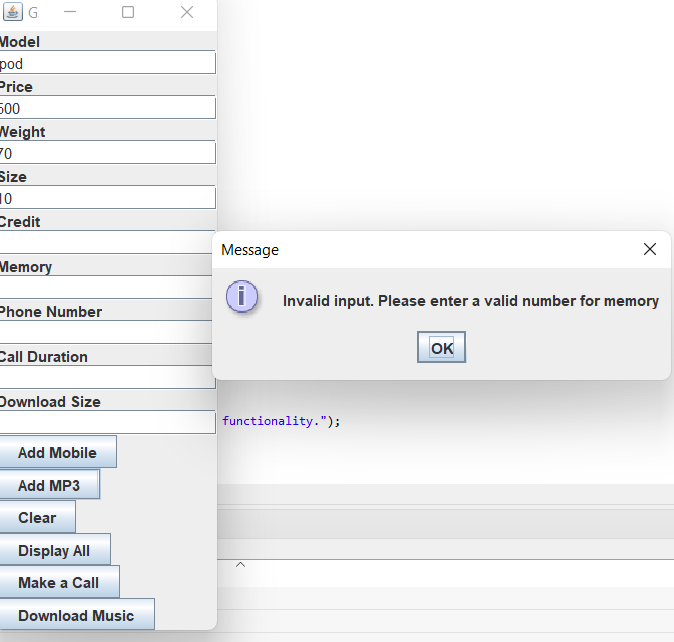 G
Model
pod
Price
600
Weight
70
Size
10
Credit
Memory
Phone Number
Call Duration
Download Size
Add Mobile
Add MP3
Clear
Display All
Make a Call
Download Music
Message
Invalid input. Please enter a valid number for memory
OK
functionality.");